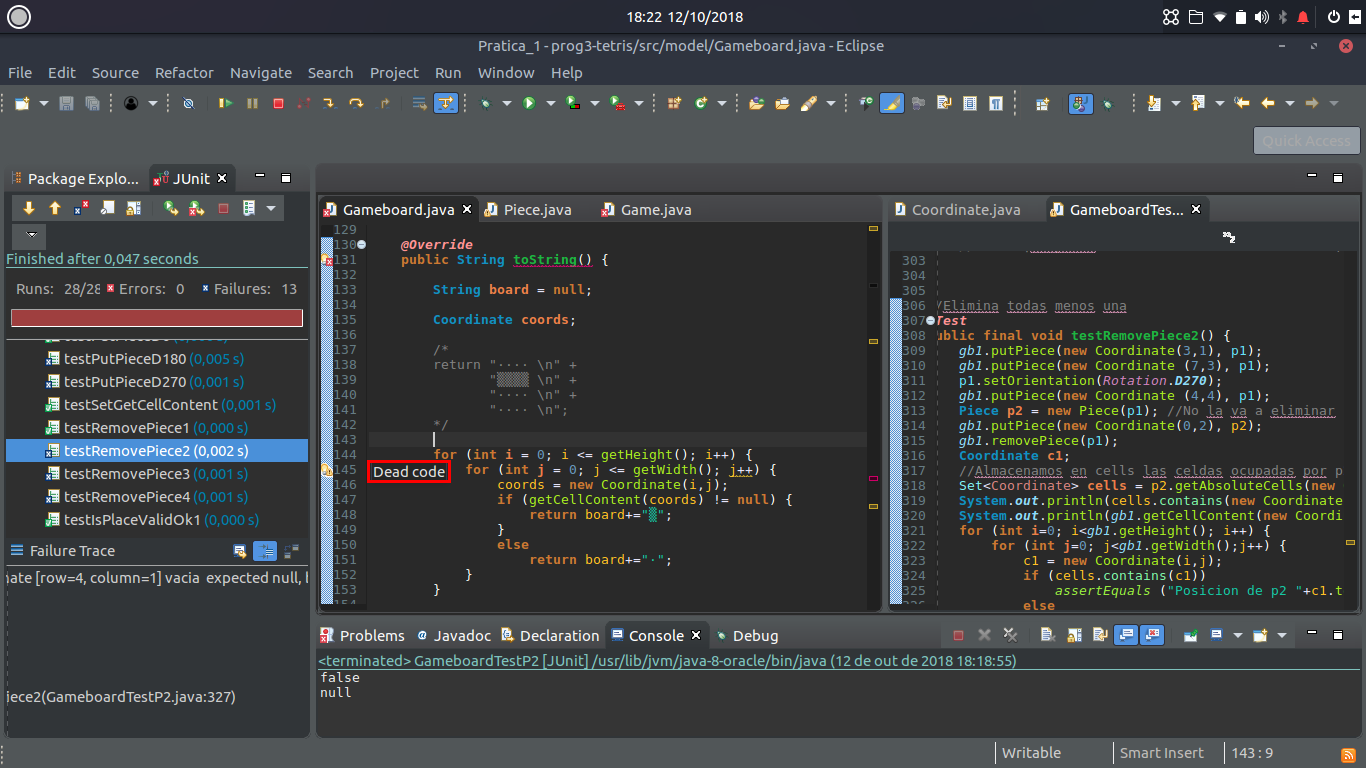 18:22 12/10/2018
Pratica_1 - prog3-tetris/src/model/Gameboard.java - Eclipse
File Edit Source Refactor Navigate Search Project Run Window Help
Quick Access
Package Explo... JUnit
Finished after 0,047 seconds
Runs: 28/28 Errors: 0 Failures: 13
testPutPieceD180 (0,005 s)
testPutPieceD270 (0,001 s)
testSetGetCellContent (0,001 s)
testRemovePiece1 (0,000 s)
testRemovePiece2 (0,002 s)
testRemovePiece3 (0,000 s)
testRemovePiece4 (0,001 s)
testIsPlaceValidOk1 (0,000 s)
Failure Trace
nate [row=4, column=1] vacia expected null, b
iece2(GameboardTestP2.java:327)
Gameboard.java Piece.java Game.java
129
130 @Override
131 public String toString() {
132
133 String board = null;
134
135 Coordinate coords;
136
137 /*
138 return "···· \n" +
139 "▒▒▒▒ \n" +
140 "···· \n" +
141 "···· \n";
142 */
143
144 for (int i = 0; i <= getHeight(); i++) {
145 for (int j = 0; j <= getWidth(); j++) {
Dead code
146 coords = new Coordinate(i,j);
147 if (getCellContent(coords) != null) {
148 return board+="▒";
149 }
150 else
151 return board+="·";
152 }
153 }
154
Coordinate.java GameboardTes...
303
304
305
306 /Elimina todas menos una
307 Test
308 ublic final void testRemovePiece2() {
309 gb1.putPiece(new Coordinate(3,1), p1);
310 gb1.putPiece(new Coordinate (7,3), p1);
311 p1.setOrientation(Rotation.D270);
312 gb1.putPiece(new Coordinate (4,4), p1);
313 Piece p2 = new Piece(p1); //No la va a eliminar
314 gb1.putPiece(new Coordinate(0,2), p2);
315 gb1.removePiece(p1);
316 Coordinate c1;
317 //Almacenamos en cells las celdas ocupadas por p
318 Set<Coordinate> cells = p2.getAbsoluteCells(new
319 System.out.println(cells.contains(new Coordinate
320 System.out.println(gb1.getCellContent(new Coordi
321 for (int i=0; i<gb1.getHeight(); i++) {
322 for (int j=0; j<gb1.getWidth();j++) {
323 c1 = new Coordinate(i,j);
324 if (cells.contains(c1))
325 assertEquals ("Posicion de p2 "+c1.t
326 else
Problems Javadoc Declaration Console Debug
<terminated> GameboardTestP2 [JUnit] /usr/lib/jvm/java-8-oracle/bin/java (12 de out de 2018 18:18:55)
false
null
Writable Smart Insert 143 : 9